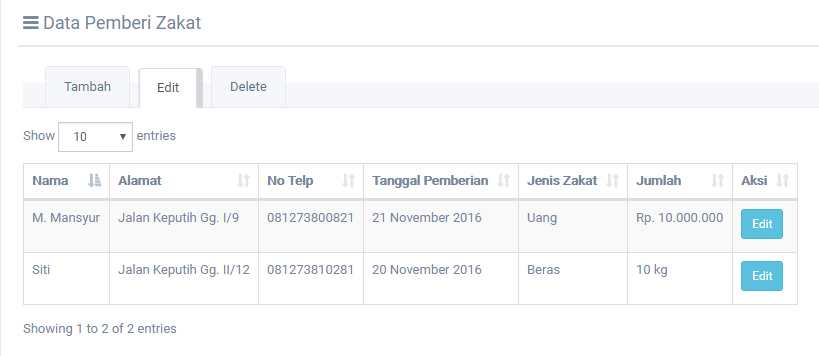 Data Pemberi Zakat
Tambah Edit Delete
Show 10 entries
Nama Alamat No Telp Tanggal Pemberian Jenis Zakat Jumlah Aksi
M. Mansyur Jalan Keputih Gg. I/9 081273800821 21 November 2016 Uang Rp. 10.000.000 Edit
Siti Jalan Keputih Gg. II/12 081273810281 20 November 2016 Beras 10 kg Edit
Showing 1 to 2 of 2 entries